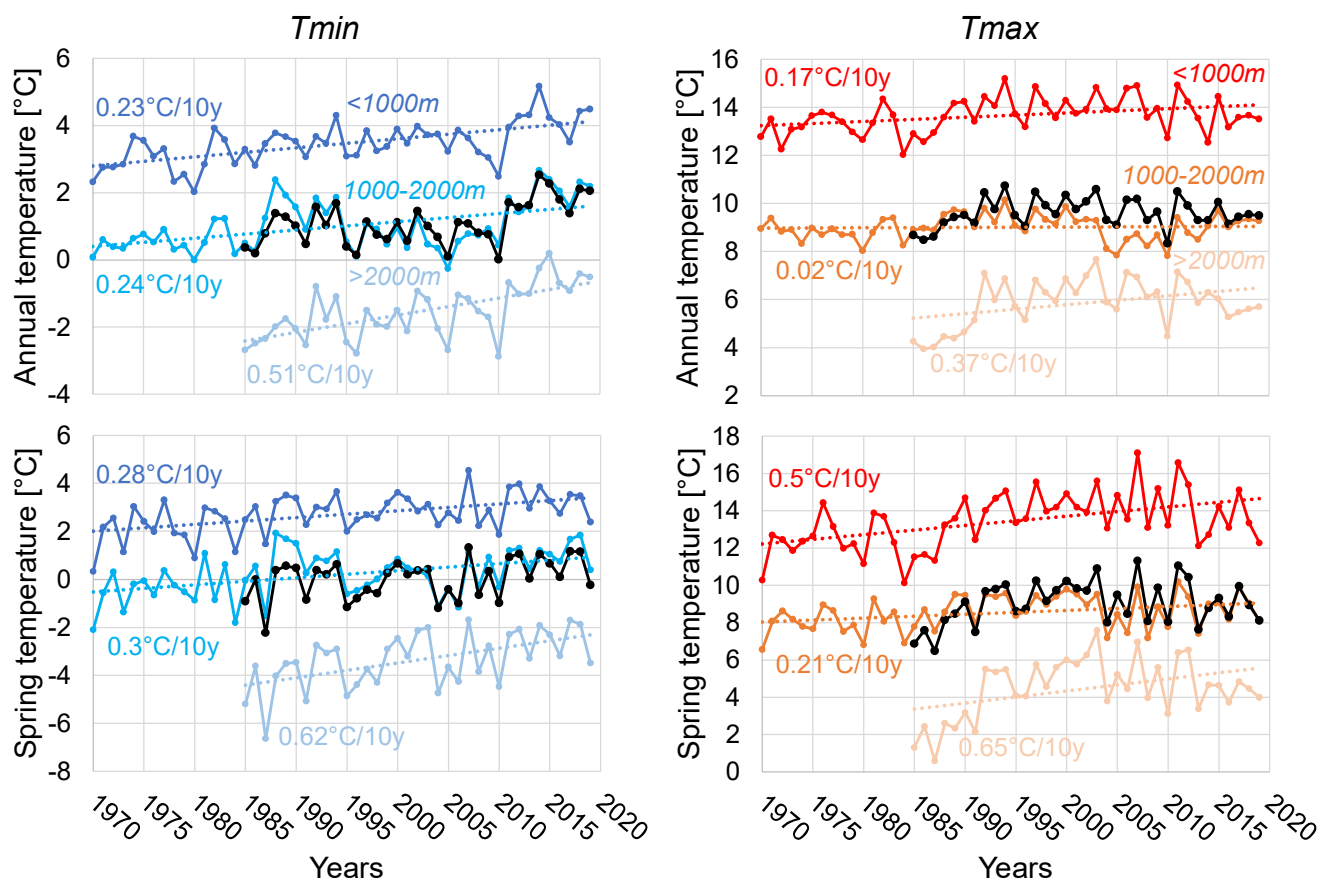 Tmin
Tmax
Annual temperature [°C]
6
4
2
0
-2
-4
0.23°C/10y
<1000m
1000-2000m
0.24°C/10y
>2000m
0.51°C/10y
Annual temperature [°C]
16
14
12
10
8
6
4
2
0.17°C/10y
<1000m
1000-2000m
0.02°C/10y
>2000m
0.37°C/10y
Spring temperature [°C]
6
4
2
0
-2
-4
-6
-8
0.28°C/10y
0.3°C/10y
0.62°C/10y
1970
1975
1980
1985
1990
1995
2000
2005
2010
2015
2020
Years
Spring temperature [°C]
18
16
14
12
10
8
6
4
2
0
0.5°C/10y
0.21°C/10y
0.65°C/10y
1970
1975
1980
1985
1990
1995
2000
2005
2010
2015
2020
Years